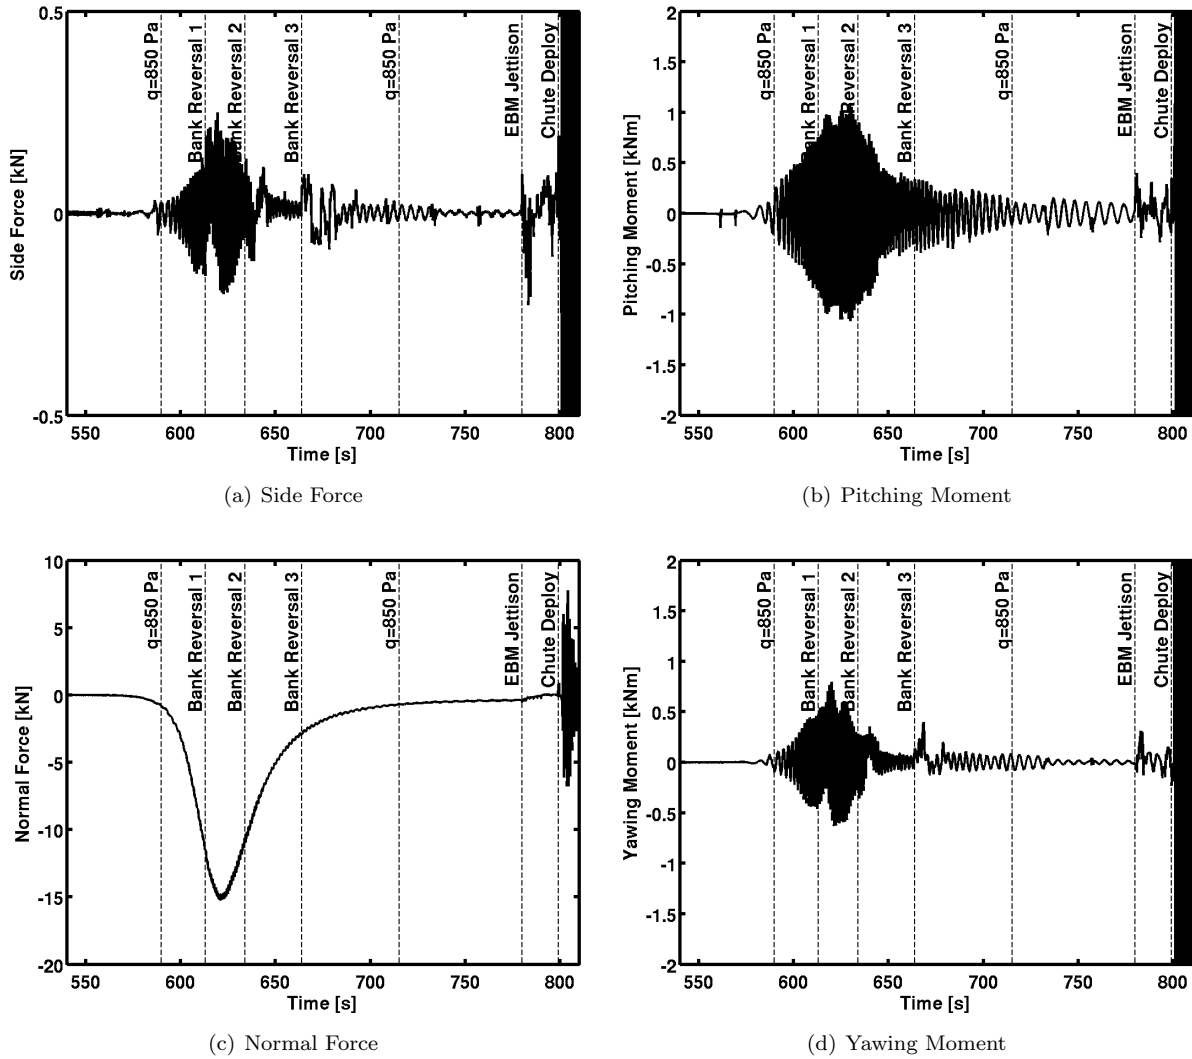 0.5
0
-0.5
Side Force [kN]
q=850 Pa
Bank Reversal 1
Bank Reversal 2
Bank Reversal 3
q=850 Pa
EBM Jettison
Chute Deploy
550 600 650 700 750 800
Time [s]
(a) Side Force
2
1.5
1
0.5
0
-0.5
-1
-1.5
-2
Pitching Moment [kNm]
q=850 Pa
Bank Reversal 1
Reversal 2
Bank Reversal 3
q=850 Pa
EBM Jettison
Chute Deploy
550 600 650 700 750 800
Time [s]
(b) Pitching Moment
10
5
0
-5
-10
-15
-20
Normal Force [kN]
q=850 Pa
Bank Reversal 1
Bank Reversal 2
Bank Reversal 3
q=850 Pa
EBM Jettison
Chute Deploy
550 600 650 700 750 800
Time [s]
(c) Normal Force
2
1.5
1
0.5
0
-0.5
-1
-1.5
-2
Yawing Moment [kNm]
q=850 Pa
Bank Reversal 1
Bank Reversal 2
Bank Reversal 3
q=850 Pa
EBM Jettison
Chute Deploy
550 600 650 700 750 800
Time [s]
(d) Yawing Moment